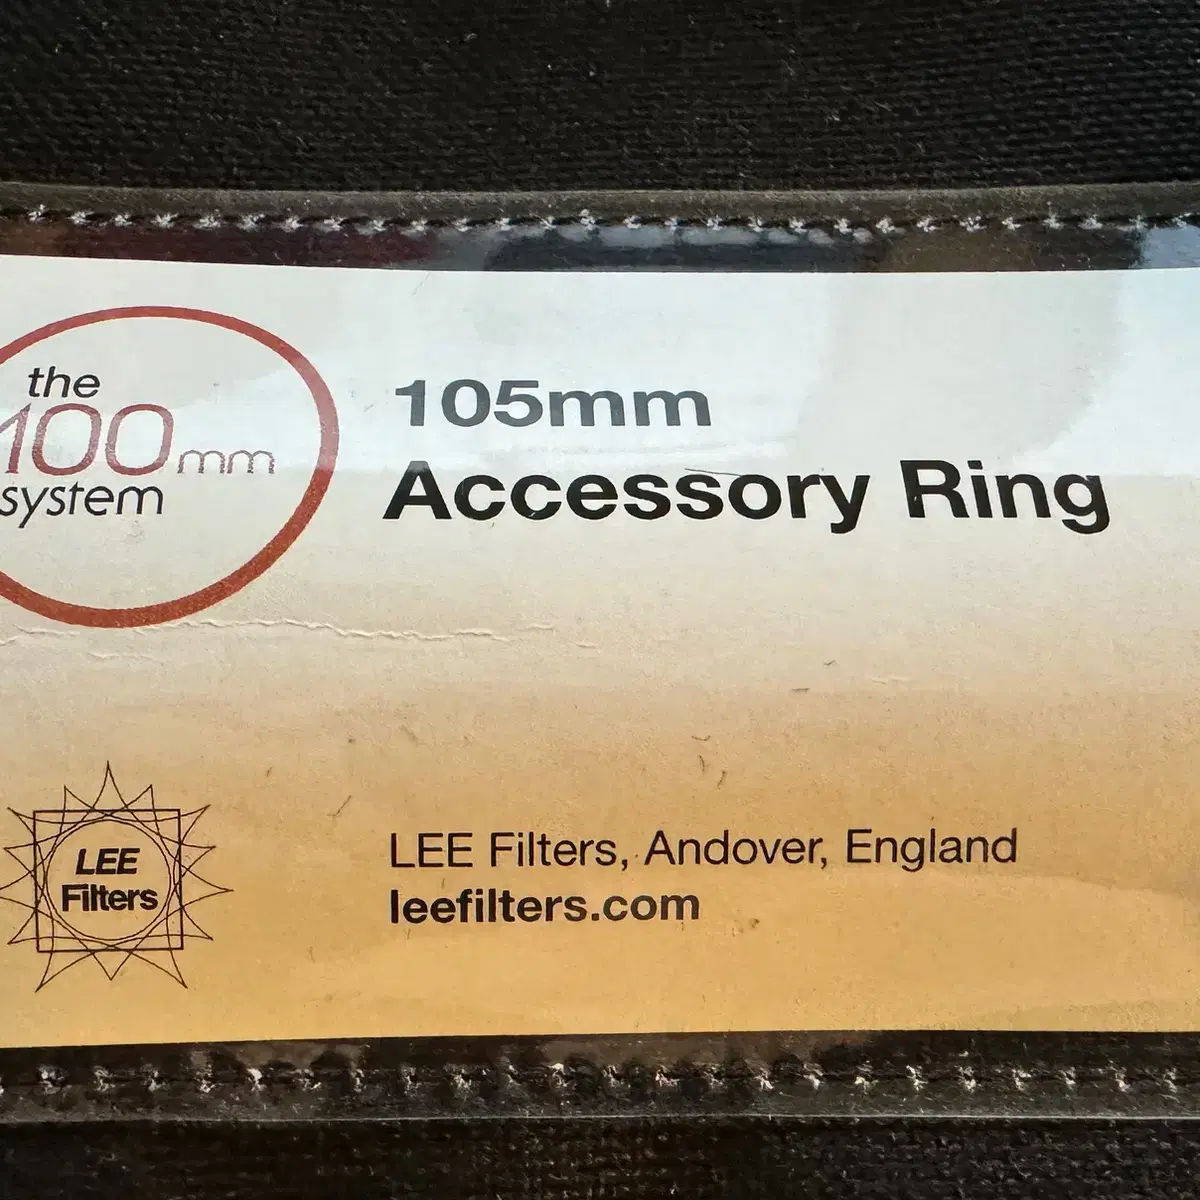 the
100mm
system
105mm
Accessory Ring
LEE
Filters
LEE Filters, Andover, England
leefilters.com